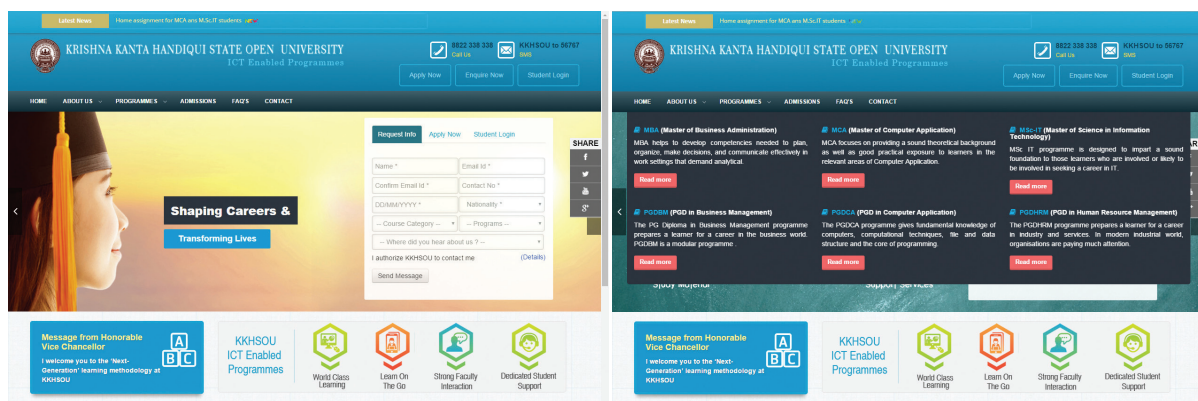 Latest News
Home assignment for MCA ans M.Sc.IT students
KRISHNA KANTA HANDIQUI STATE OPEN UNIVERSITY
ICT Enabled Programmes
8822 338 338
Call Us
KKHSOU to 56767
SMS
Apply Now
Enquire Now
Student Login
HOME
ABOUT US
PROGRAMMES
ADMISSIONS
FAQ'S
CONTACT
Shaping Careers &
Transforming Lives
Request Info
Apply Now
Student Login
Name *
Email Id *
Confirm Email Id *
Contact No *
DD/MM/YYYY *
Nationality *
-- Course Category --
-- Programs --
-- Where did you hear about us ? --
I authorize KKHSOU to contact me
(Details)
Send Message
SHARE
Message from Honorable
Vice Chancellor
I welcome you to the 'Next-
Generation' learning methodology at
KKHSOU
A
B C
KKHSOU
ICT Enabled
Programmes
World Class
Learning
Learn On
The Go
Strong Faculty
Interaction
Dedicated Student
Support
Latest News
Home assignment for MCA ans M.Sc.IT students
KRISHNA KANTA HANDIQUI STATE OPEN UNIVERSITY
ICT Enabled Programmes
8822 338 338
Call Us
KKHSOU to 56767
SMS
Apply Now
Enquire Now
Student Login
HOME
ABOUT US
PROGRAMMES
ADMISSIONS
FAQ'S
CONTACT
MBA (Master of Business Administration)
MBA helps to develop competencies needed to plan,
organize, make decisions, and communicate effectively in
work settings that demand analytical.
Read more
MCA (Master of Computer Application)
MCA focuses on providing a sound theoretical background
as well as good practical exposure to learners in the
relevant areas of Computer Application.
Read more
MSc-IT (Master of Science in Information
Technology)
MSc IT programme is designed to impart a sound
foundation to those learners who are involved or likely to
be involved in seeking a career in IT.
Read more
PGDBM (PGD in Business Management)
The PG Diploma in Business Management programme
prepares a learner for a career in the business world.
PGDBM is a modular programme .
Read more
PGDCA (PGD in Computer Application)
The PGDCA programme gives fundamental knowledge of
computers, computational techniques, file and data
structure and the core of programming.
Read more
PGDHRM (PGD in Human Resource Management)
The PGDHRM programme prepares a learner for a career
in industry and services. In modern industrial world,
organisations are paying much attention.
Read more
Study Material
Support Services
Message from Honorable
Vice Chancellor
I welcome you to the 'Next-
Generation' learning methodology at
KKHSOU
A
B C
KKHSOU
ICT Enabled
Programmes
World Class
Learning
Learn On
The Go
Strong Faculty
Interaction
Dedicated Student
Support